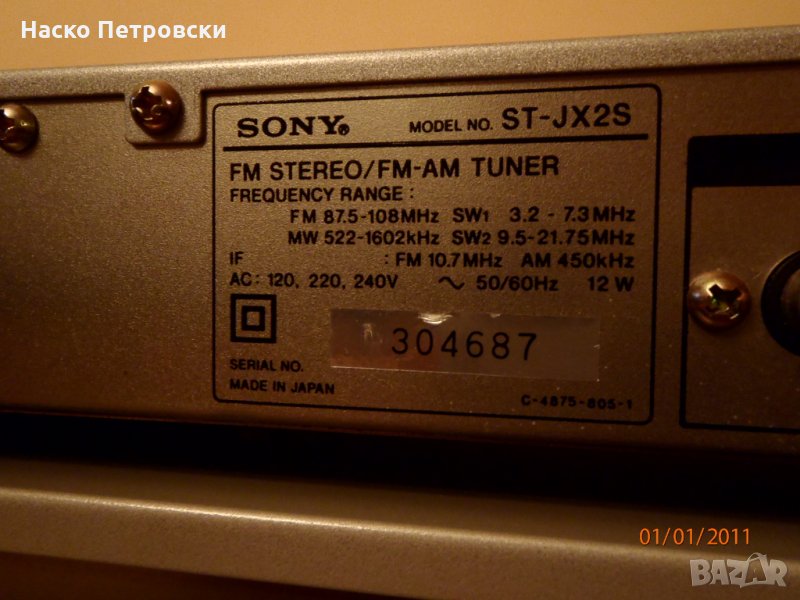 Наско Петровски
SONY® MODEL NO. ST-JX2S
FM STEREO/FM-AM TUNER
FREQUENCY RANGE :
FM 87.5-108MHz SW1 3.2 - 7.3MHz
MW 522-1602kHz SW2 9.5-21.75MHz
IF : FM 10.7MHz AM 450kHz
AC: 120, 220, 240V ~ 50/60Hz 12 W
304687
SERIAL NO.
MADE IN JAPAN
C-4875-805-1
01/01/2011
BAZAR